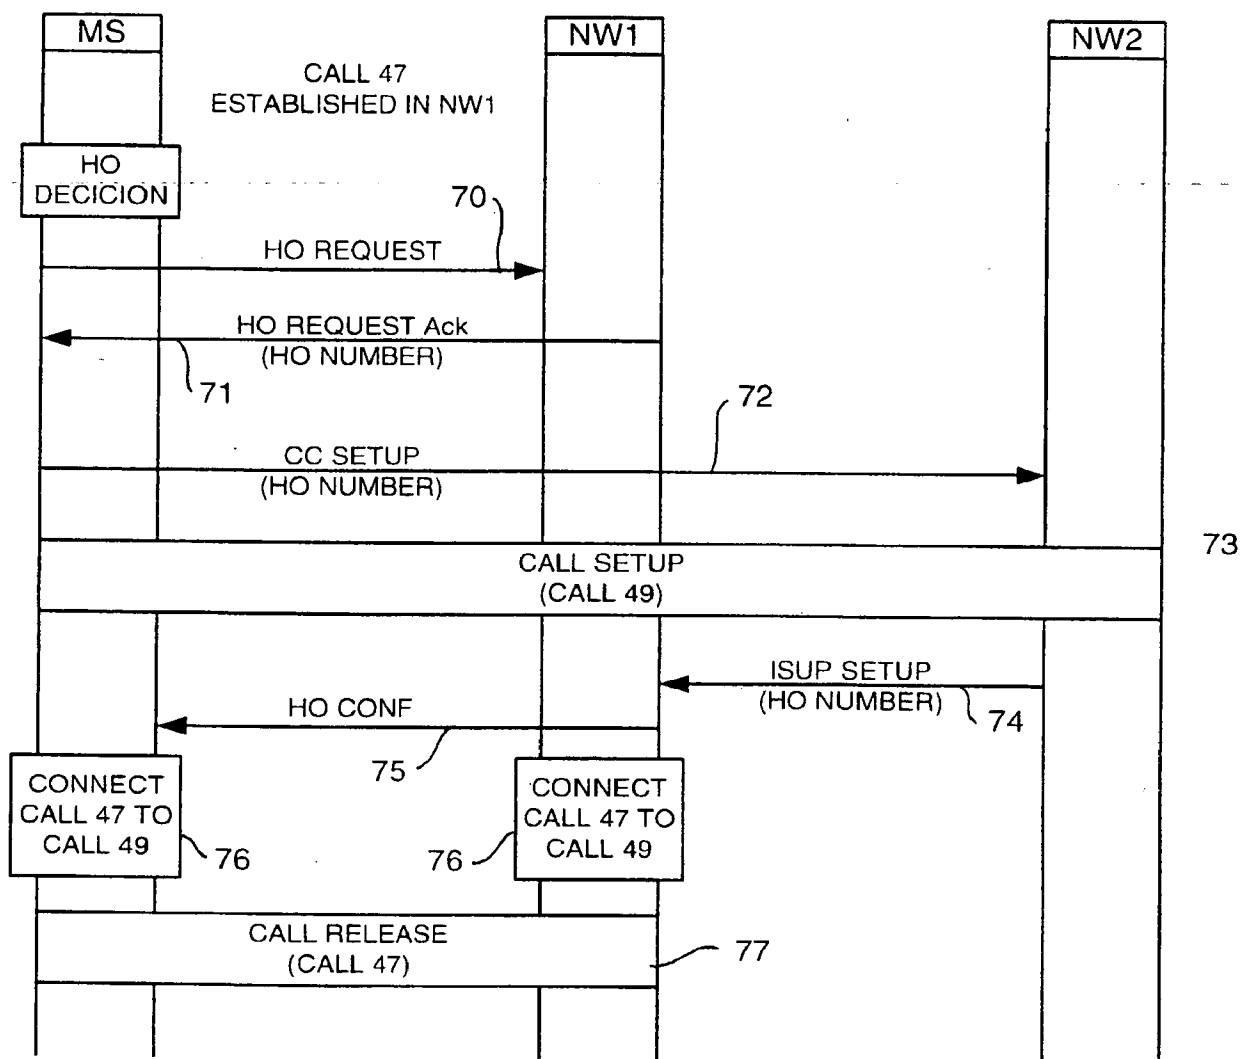 MS
NW1
NW2
CALL 47
ESTABLISHED IN NW1
HO
DECICION
70
HO REQUEST
HO REQUEST Ack
(HO NUMBER)
71
72
CC SETUP
(HO NUMBER)
73
CALL SETUP
(CALL 49)
ISUP SETUP
(HO NUMBER)
74
HO CONF
75
CONNECT
CALL 47 TO
CALL 49
76
CONNECT
CALL 47 TO
CALL 49
76
CALL RELEASE
(CALL 47)
77